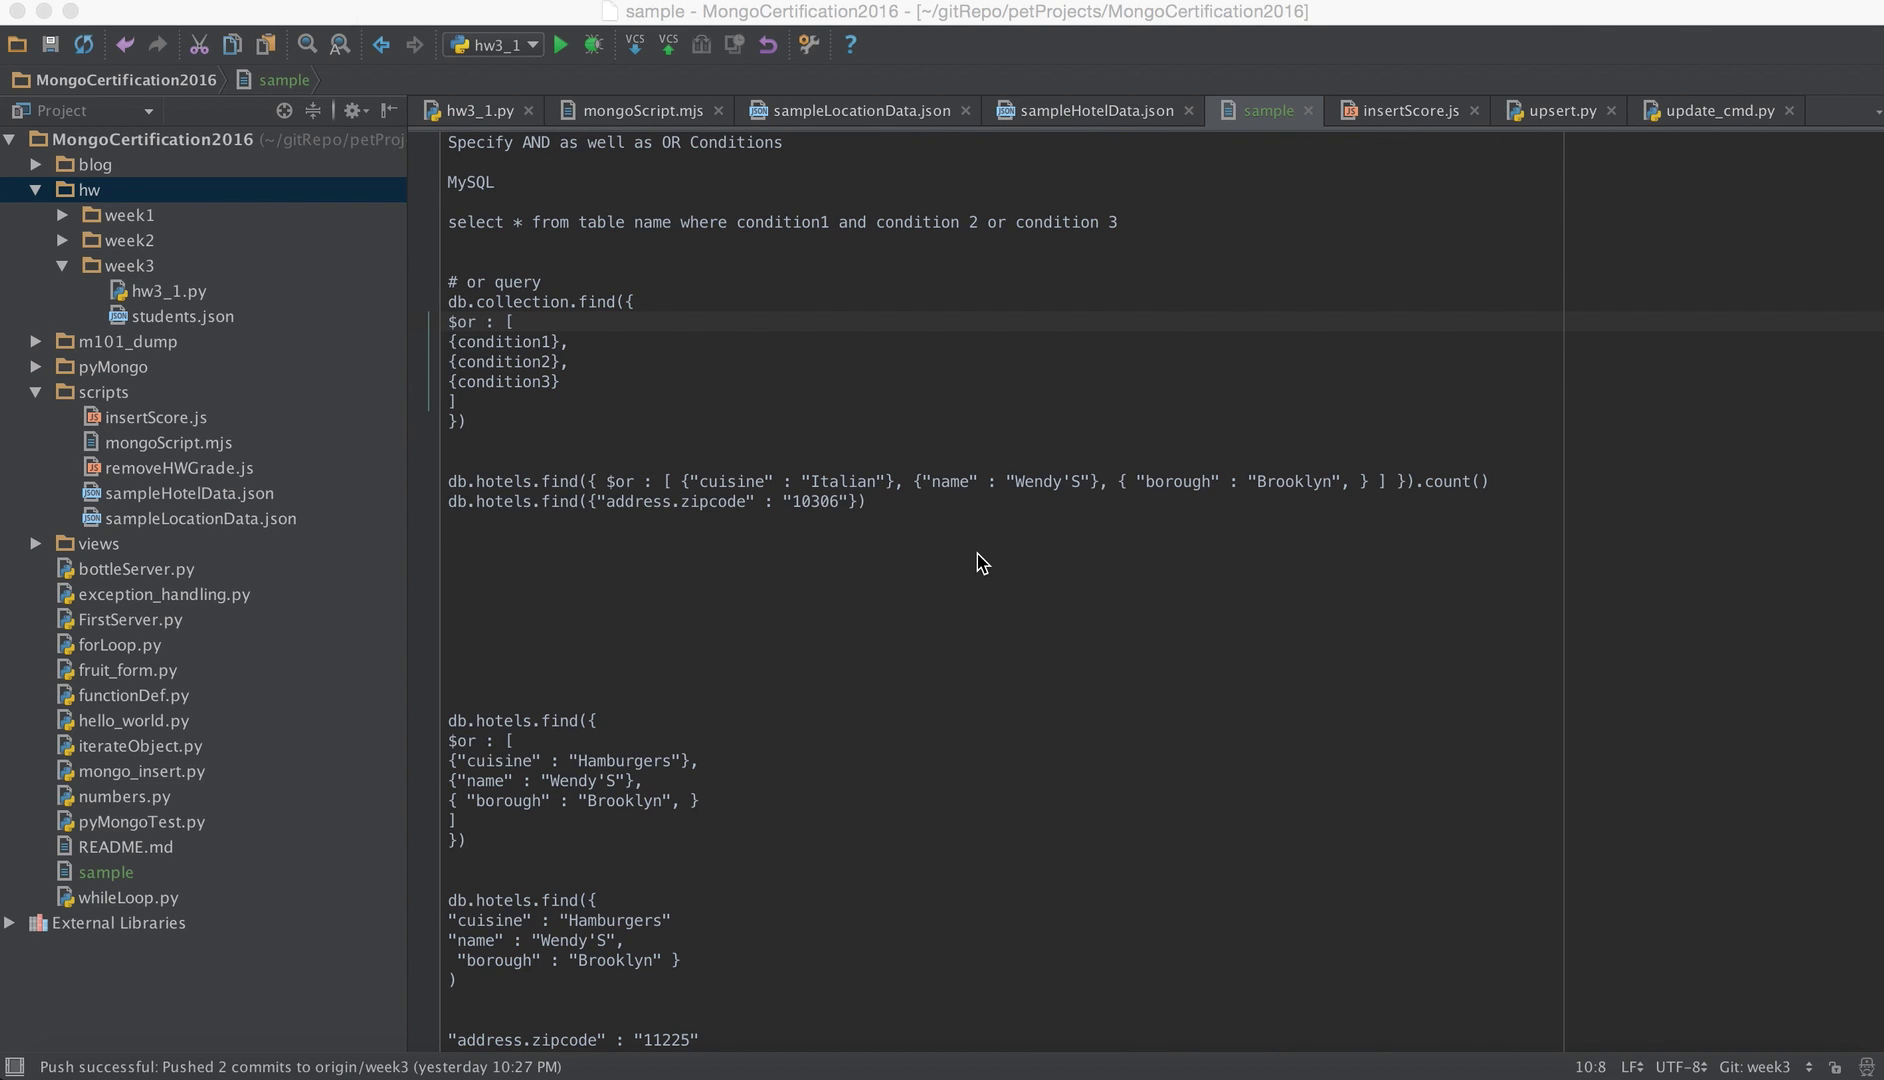 sample - MongoCertification2016 - [~/gitRepo/petProjects/MongoCertification2016]
hw3_1
VCS VCS
?
MongoCertification2016 sample
Project
hw3_1.py mongoScript.mjs sampleLocationData.json sampleHotelData.json sample insertScore.js upsert.py update_cmd.py
MongoCertification2016 (~/gitRepo/petProj
blog
hw
week1
week2
week3
hw3_1.py
students.json
m101_dump
pyMongo
scripts
insertScore.js
mongoScript.mjs
removeHWGrade.js
sampleHotelData.json
sampleLocationData.json
views
bottleServer.py
exception_handling.py
FirstServer.py
forLoop.py
fruit_form.py
functionDef.py
hello_world.py
iterateObject.py
mongo_insert.py
numbers.py
pyMongoTest.py
README.md
sample
whileLoop.py
External Libraries
Specify AND as well as OR Conditions
MySQL
select * from table name where condition1 and condition 2 or condition 3
# or query
db.collection.find({
$or : [
{condition1},
{condition2},
{condition3}
]
})
db.hotels.find({ $or : [ {"cuisine" : "Italian"}, {"name" : "Wendy'S"}, { "borough" : "Brooklyn", } ] }).count()
db.hotels.find({"address.zipcode" : "10306"})
db.hotels.find({
$or : [
{"cuisine" : "Hamburgers"},
{"name" : "Wendy'S"},
{ "borough" : "Brooklyn", }
]
})
db.hotels.find({
"cuisine" : "Hamburgers"
"name" : "Wendy'S",
"borough" : "Brooklyn" }
)
"address.zipcode" : "11225"
Push successful: Pushed 2 commits to origin/week3 (yesterday 10:27 PM)
10:8 LF UTF-8 Git: week3